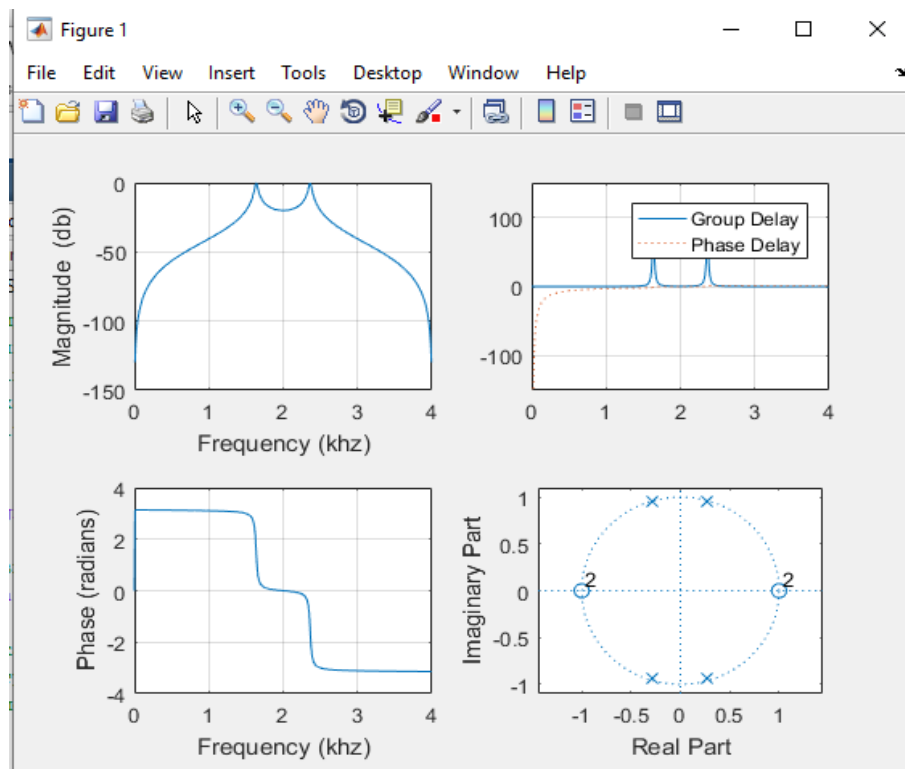 Figure 1
File Edit View Insert Tools Desktop Window Help
Magnitude (db)
0
-50
-100
-150
0 1 2 3 4
Frequency (khz)
Group Delay
Phase Delay
100
0
-100
0 1 2 3 4
Phase (radians)
4
2
0
-2
-4
0 1 2 3 4
Frequency (khz)
Imaginary Part
1
0.5
0
-0.5
-1
2 2
-1 -0.5 0 0.5 1
Real Part